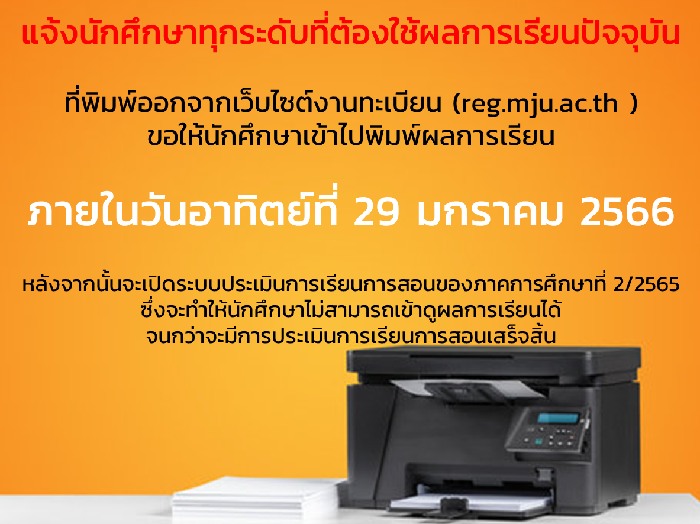 แจ้งนักศึกษาทุกระดับที่ต้องใช้ผลการเรียนปัจจุบัน
ที่พิมพ์ออกจากเว็บไซต์งานทะเบียน (reg.mju.ac.th )
ขอให้นักศึกษาเข้าไปพิมพ์ผลการเรียน
ภายในวันอาทิตย์ที่ 29 มกราคม 2566
หลังจากนั้นจะเปิดระบบประเมินการเรียนการสอนของภาคการศึกษาที่ 2/2565
ซึ่งจะทำให้นักศึกษาไม่สามารถเข้าดูผลการเรียนได้
จนกว่าจะมีการประเมินการเรียนการสอนเสร็จสิ้น